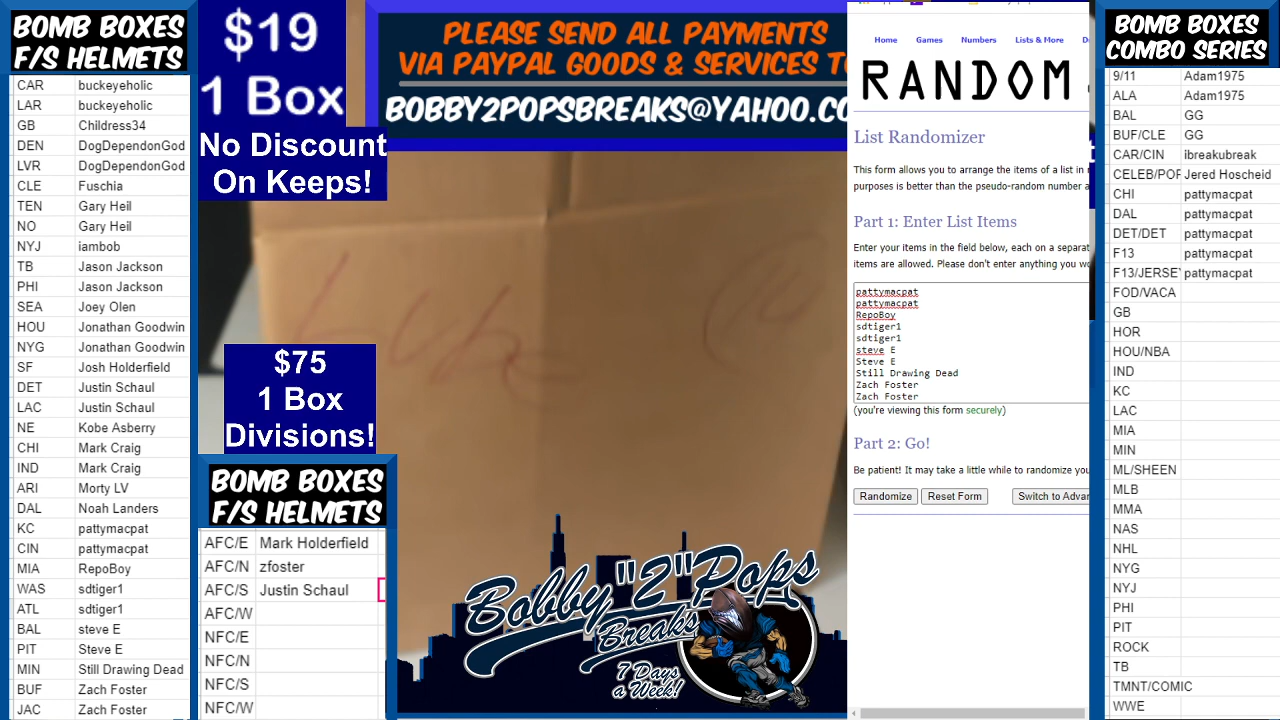 BOMB BOXES
F/S HELMETS
CAR buckeyeholic
LAR buckeyeholic
GB Childress34
DEN DogDependonGod
LVR DogDependonGod
CLE Fuschia
TEN Gary Heil
NO Gary Heil
NYJ iambob
TB Jason Jackson
PHI Jason Jackson
SEA Joey Olen
HOU Jonathan Goodwin
NYG Jonathan Goodwin
SF Josh Holderfield
DET Justin Schaul
LAC Justin Schaul
NE Kobe Asberry
CHI Mark Craig
IND Mark Craig
ARI Morty LV
DAL Noah Landers
KC pattymacpat
CIN pattymacpat
MIA RepoBoy
WAS sdtiger1
ATL sdtiger1
BAL steve E
PIT Steve E
MIN Still Drawing Dead
BUF Zach Foster
JAC Zach Foster
$19
1 Box
No Discount
On Keeps!
$75
1 Box
Divisions!
BOMB BOXES
F/S HELMETS
AFC/E Mark Holderfield
AFC/N zfoster
AFC/S Justin Schaul
AFC/W
NFC/E
NFC/N
NFC/S
NFC/W
PLEASE SEND ALL PAYMENTS
VIA PAYPAL GOODS & SERVICES T
BOBBY2POPSBREAKS@YAHOO.CO
Bobby "2" Pops
Breaks
7 Days
a Week!
Home Games Numbers Lists & More D
RANDOM
List Randomizer
This form allows you to arrange the items of a list in
purposes is better than the pseudo-random number a
Part 1: Enter List Items
Enter your items in the field below, each on a separat
items are allowed. Please don't enter anything you wo
pattymacpat
pattymacpat
RepoBoy
sdtiger1
sdtiger1
steve E
Steve E
Still Drawing Dead
Zach Foster
Zach Foster
(you're viewing this form securely)
Part 2: Go!
Be patient! It may take a little while to randomize you
Randomize Reset Form Switch to Advan
BOMB BOXES
COMBO SERIES
9/11 Adam1975
ALA Adam1975
BAL GG
BUF/CLE GG
CAR/CIN ibreakubreak
CELEB/POP Jered Hoscheid
CHI pattymacpat
DAL pattymacpat
DET/DET pattymacpat
F13 pattymacpat
F13/JERSEY pattymacpat
FOD/VACA
GB
HOR
HOU/NBA
IND
KC
LAC
MIA
MIN
ML/SHEEN
MLB
MMA
NAS
NHL
NYG
NYJ
PHI
PIT
ROCK
TB
TMNT/COMIC
WWE